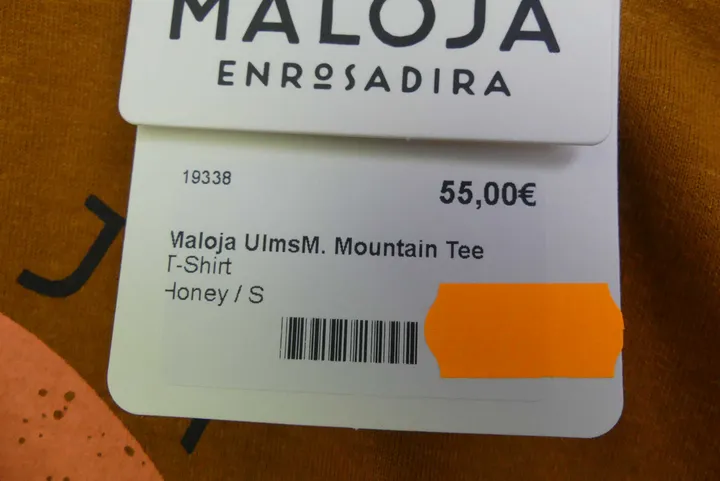 MALOJA
ENROSADIRA
19338
55,00€
Maloja UlmsM. Mountain Tee
T-Shirt
Honey / S
J